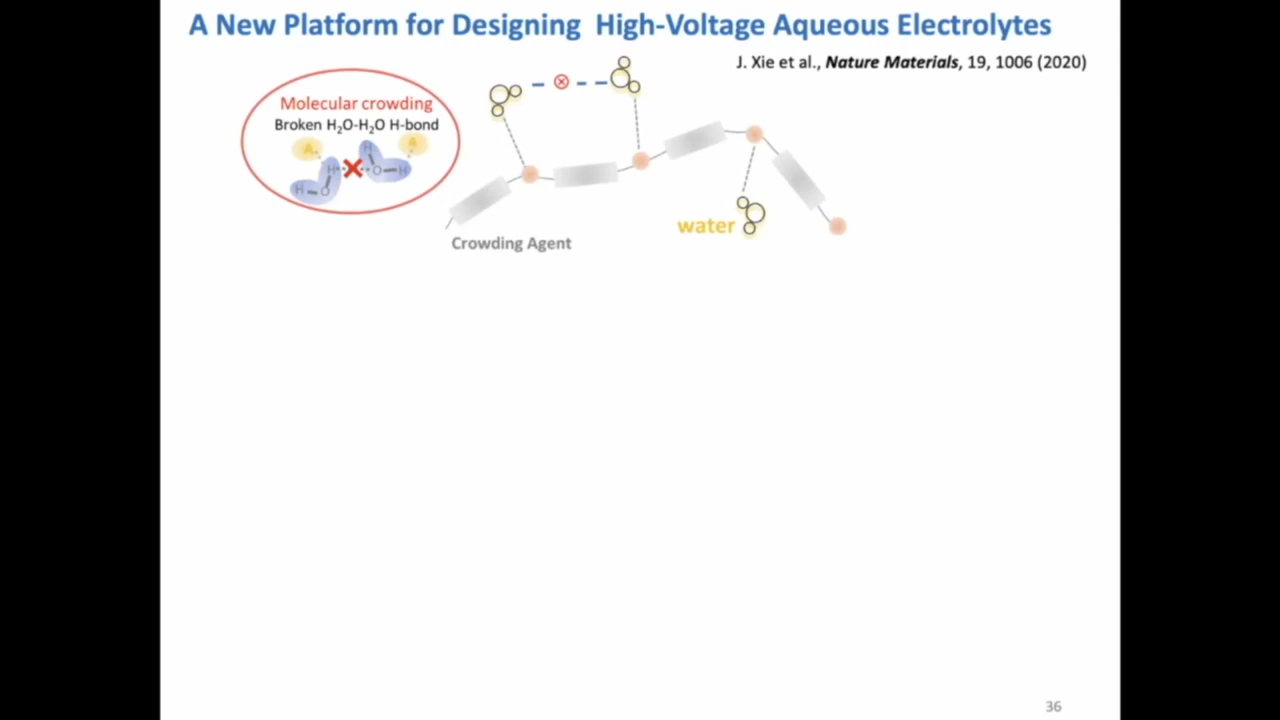 A New Platform for Designing High-Voltage Aqueous Electrolytes
J. Xie et al., Nature Materials, 19, 1006 (2020)
Molecular crowding
Broken H₂O-H₂O H-bond
A
A
H
H
O
H
H
O
water
Crowding Agent
36